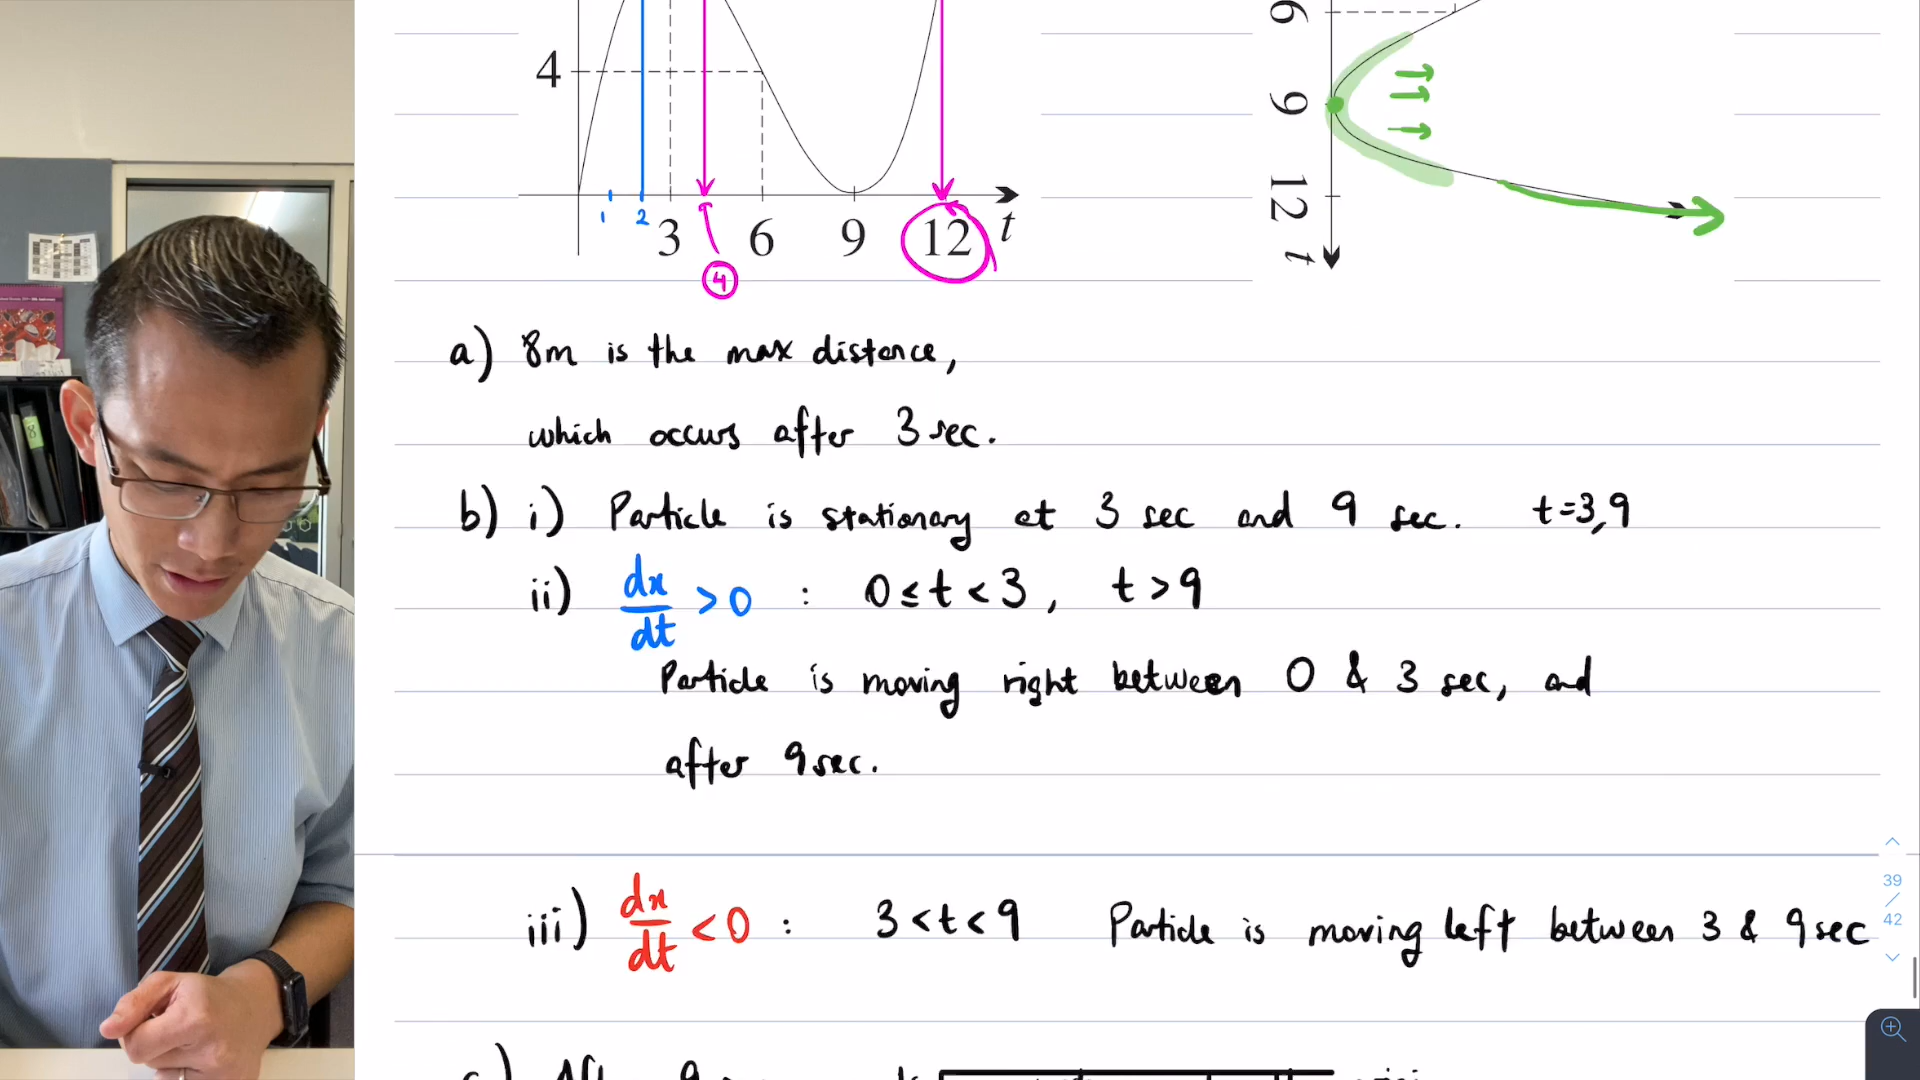 4
1 2 3 6 9 12 t
4
6
9
12
t
a) 8m is the max distance,
which occurs after 3 sec.
b) i) Particle is stationary at 3 sec and 9 sec. t=3,9
ii) dx/dt >0 : 0≤t<3, t>9
Particle is moving right between 0 & 3 sec, and
after 9 sec.
iii) dx/dt <0 : 3<t<9 Particle is moving left between 3 & 9 sec
39
/
42